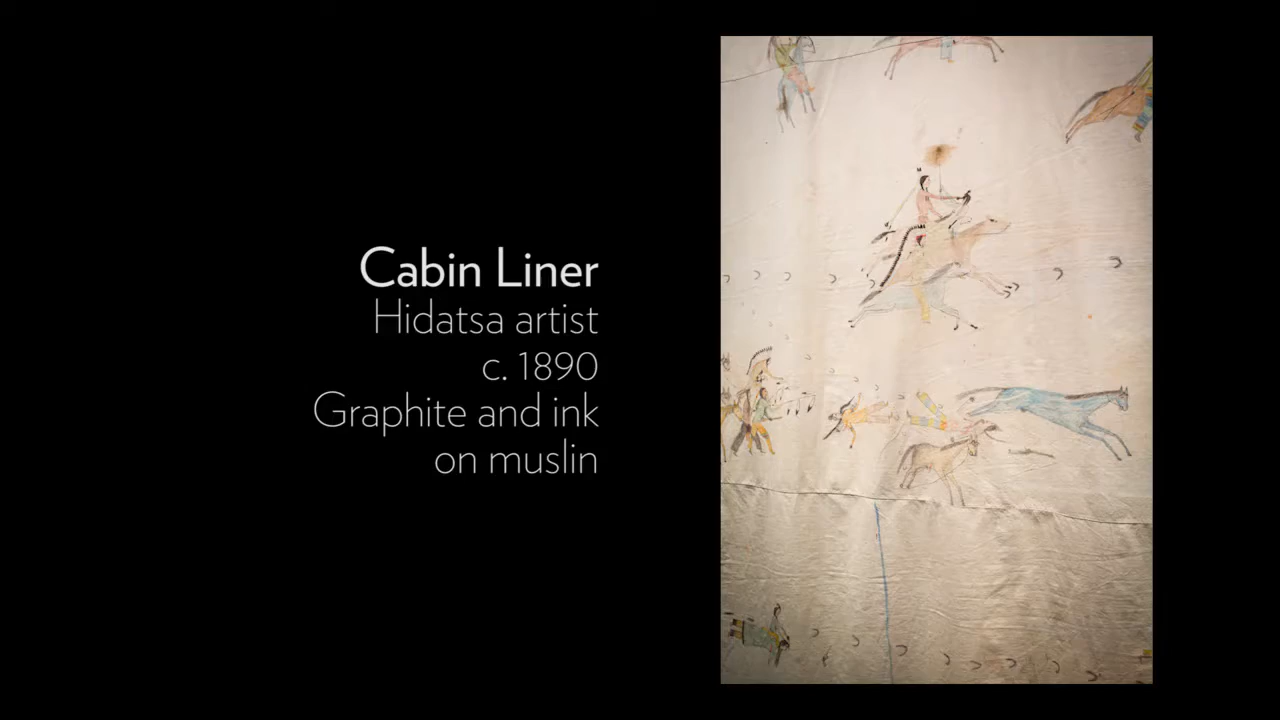 Cabin Liner
Hidatsa artist
c. 1890
Graphite and ink
on muslin